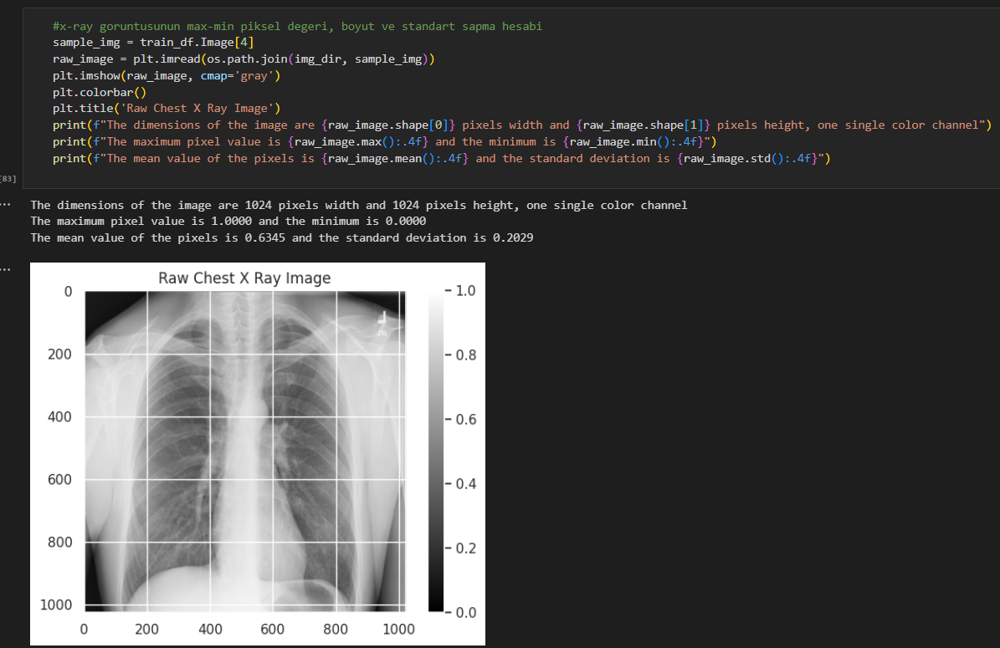 #x-ray goruntusunun max-min piksel degeri, boyut ve standart sapma hesabi
sample_img = train_df.Image[4]
raw_image = plt.imread(os.path.join(img_dir, sample_img))
plt.imshow(raw_image, cmap='gray')
plt.colorbar()
plt.title('Raw Chest X Ray Image')
print(f"The dimensions of the image are {raw_image.shape[0]} pixels width and {raw_image.shape[1]} pixels height, one single color channel")
print(f"The maximum pixel value is {raw_image.max():.4f} and the minimum is {raw_image.min():.4f}")
print(f"The mean value of the pixels is {raw_image.mean():.4f} and the standard deviation is {raw_image.std():.4f}")
[83]
The dimensions of the image are 1024 pixels width and 1024 pixels height, one single color channel
The maximum pixel value is 1.0000 and the minimum is 0.0000
The mean value of the pixels is 0.6345 and the standard deviation is 0.2029
Raw Chest X Ray Image
0
200
400
600
800
1000
0 200 400 600 800 1000
1.0
0.8
0.6
0.4
0.2
0.0